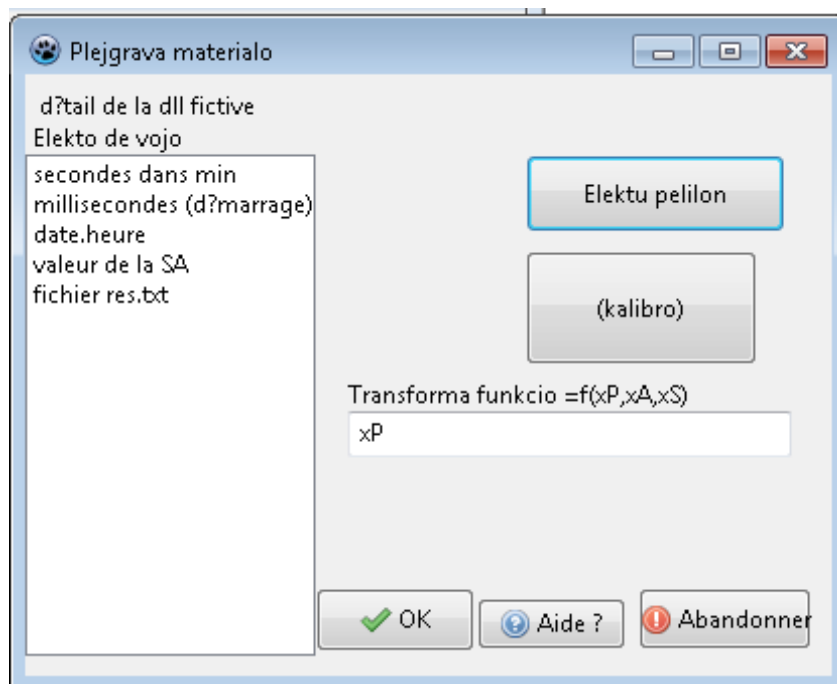 Plejgrava materialo
d?tail de la dll fictive
Elekto de vojo
secondes dans min
millisecondes (d?marrage)
date.heure
valeur de la SA
fichier res.txt
Elektu pelilon
(kalibro)
Transforma funkcio =f(xP,xA,xS)
xP
OK
Aide ?
Abandonner